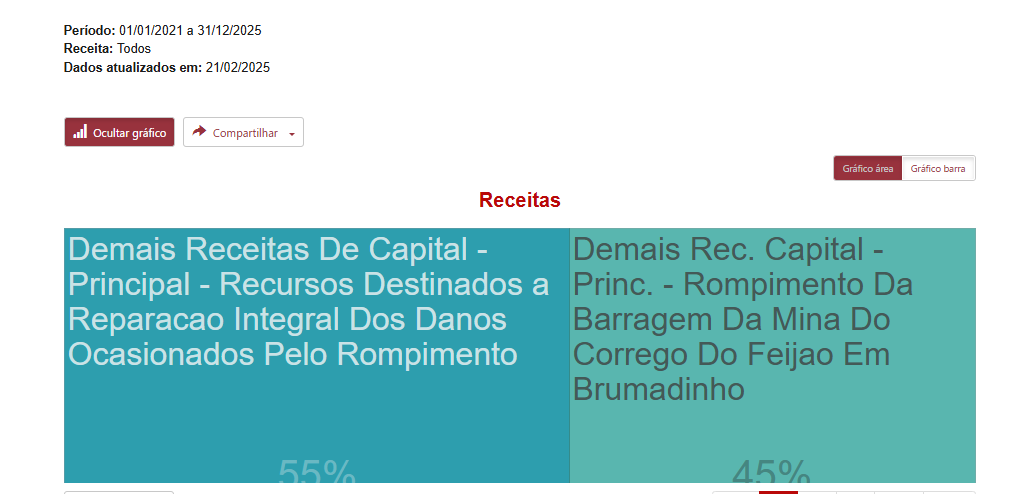 Período: 01/01/2021 a 31/12/2025
Receita: Todos
Dados atualizados em: 21/02/2025
Ocultar gráfico
Compartilhar
Gráfico área
Gráfico barra
Receitas
Demais Receitas De Capital -
Principal - Recursos Destinados a
Reparacao Integral Dos Danos
Ocasionados Pelo Rompimento
55%
Demais Rec. Capital -
Princ. - Rompimento Da
Barragem Da Mina Do
Corrego Do Feijao Em
Brumadinho
45%